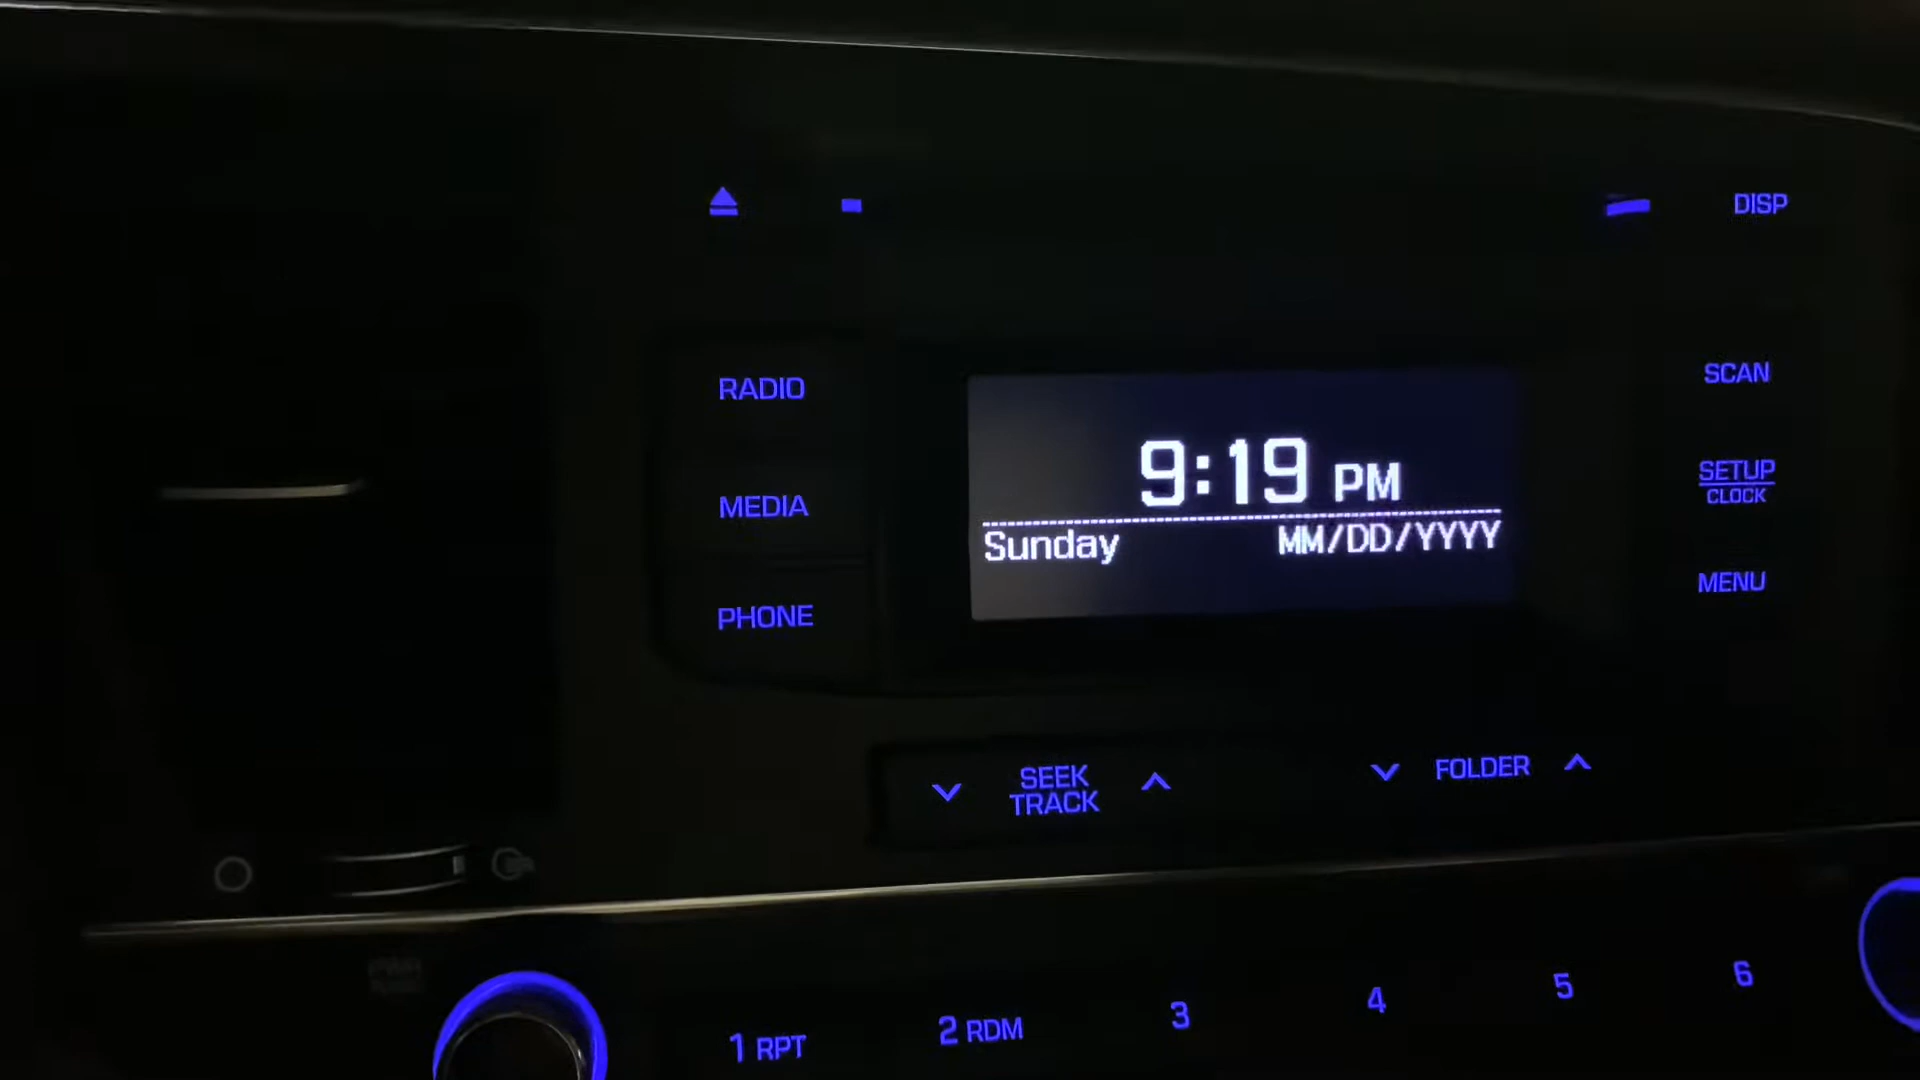 DISP
RADIO
SCAN
9:19 PM
MEDIA
SETUP
CLOCK
Sunday MM/DD/YYYY
PHONE
MENU
SEEK
TRACK
FOLDER
1 RPT
2 RDM
3
4
5
6